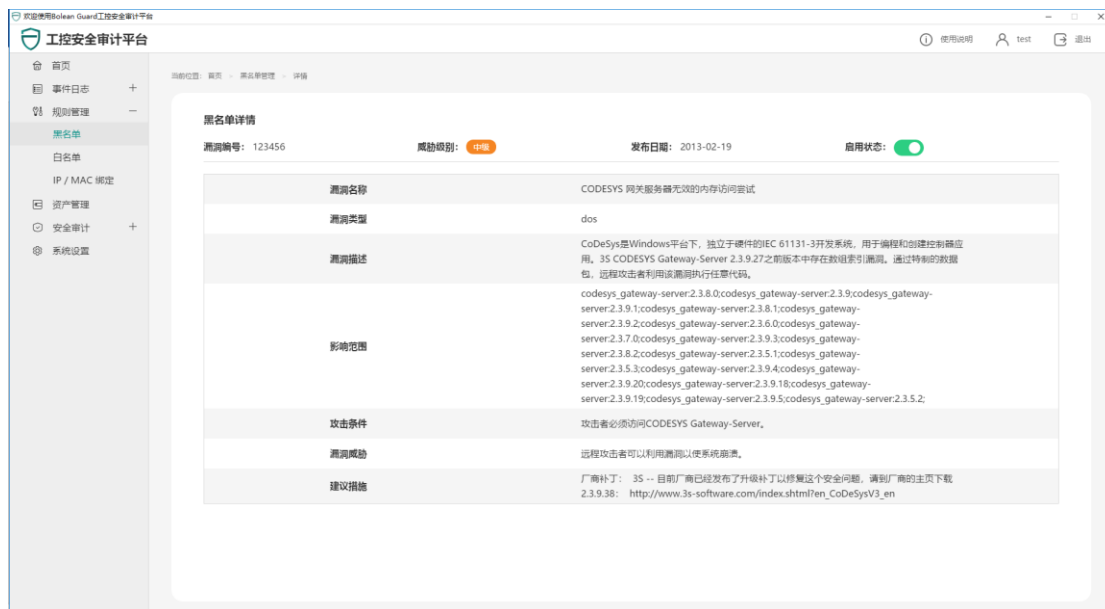 欢迎使用Bolean Guard工控安全审计平台
工控安全审计平台
使用说明 test 退出
首页
事件日志
规则管理
黑名单
白名单
IP / MAC 绑定
资产管理
安全审计
系统设置
当前位置: 首页 - 黑名单管理 - 详情
黑名单详情
漏洞编号: 123456 威胁级别: 中级 发布日期: 2013-02-19 启用状态:
漏洞名称 CODESYS 网关服务器无效的内存访问尝试
漏洞类型 dos
漏洞描述
CoDeSys是Windows平台下，独立于硬件的IEC 61131-3开发系统，用于编程和创建控制器应
用。3S CODESYS Gateway-Server 2.3.9.27之前版本中存在数组索引漏洞。通过特制的数据
包，远程攻击者利用该漏洞执行任意代码。
影响范围
codesys_gateway-server:2.3.8.0;codesys_gateway-server:2.3.9;codesys_gateway-
server:2.3.9.1;codesys_gateway-server:2.3.8.1;codesys_gateway-
server:2.3.9.2;codesys_gateway-server:2.3.6.0;codesys_gateway-
server:2.3.7.0;codesys_gateway-server:2.3.9.3;codesys_gateway-
server:2.3.8.2;codesys_gateway-server:2.3.5.1;codesys_gateway-
server:2.3.5.3;codesys_gateway-server:2.3.9.4;codesys_gateway-
server:2.3.9.20;codesys_gateway-server:2.3.9.18;codesys_gateway-
server:2.3.9.19;codesys_gateway-server:2.3.9.5;codesys_gateway-server:2.3.5.2;
攻击条件 攻击者必须访问CODESYS Gateway-Server。
漏洞威胁 远程攻击者可以利用漏洞以使系统崩溃。
建议措施
厂商补丁： 3S -- 目前厂商已经发布了升级补丁以修复这个安全问题，请到厂商的主页下载
2.3.9.38： http://www.3s-software.com/index.shtml?en_CoDeSysV3_en